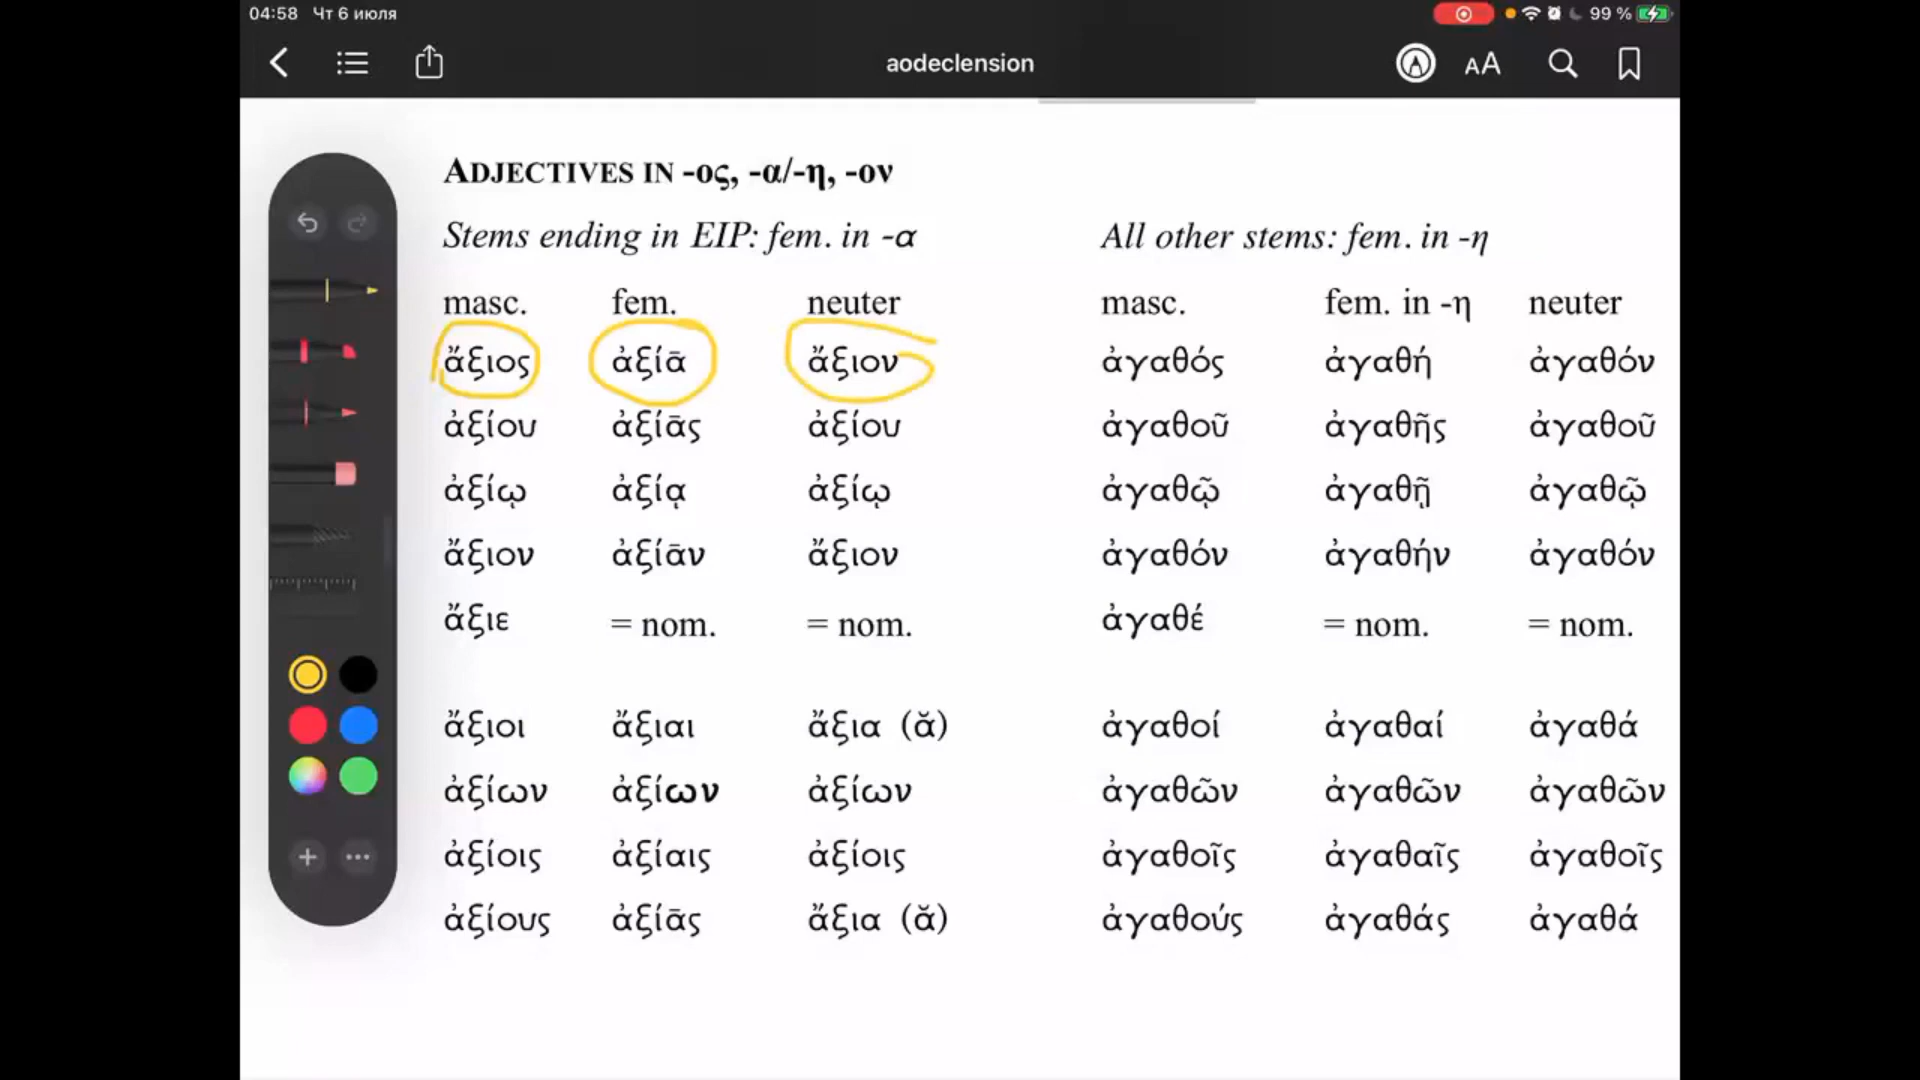 04:58 Чт 6 июля 99 %
aodeclension
AA
ADJECTIVES IN -ος, -α/-η, -ον
Stems ending in ΕΙΡ: fem. in -α All other stems: fem. in -η
masc. fem. neuter masc. fem. in -η neuter
ἄξιος ἀξίᾱ ἄξιον ἀγαθός ἀγαθή ἀγαθόν
ἀξίου ἀξίᾱς ἀξίου ἀγαθοῦ ἀγαθῆς ἀγαθοῦ
ἀξίῳ ἀξίᾳ ἀξίῳ ἀγαθῷ ἀγαθῇ ἀγαθῷ
ἄξιον ἀξίᾱν ἄξιον ἀγαθόν ἀγαθήν ἀγαθόν
ἄξιε = nom. = nom. ἀγαθέ = nom. = nom.
ἄξιοι ἄξιαι ἄξια (ᾰ) ἀγαθοί ἀγαθαί ἀγαθά
ἀξίων ἀξίων ἀξίων ἀγαθῶν ἀγαθῶν ἀγαθῶν
ἀξίοις ἀξίαις ἀξίοις ἀγαθοῖς ἀγαθαῖς ἀγαθοῖς
ἀξίους ἀξίᾱς ἄξια (ᾰ) ἀγαθούς ἀγαθάς ἀγαθά